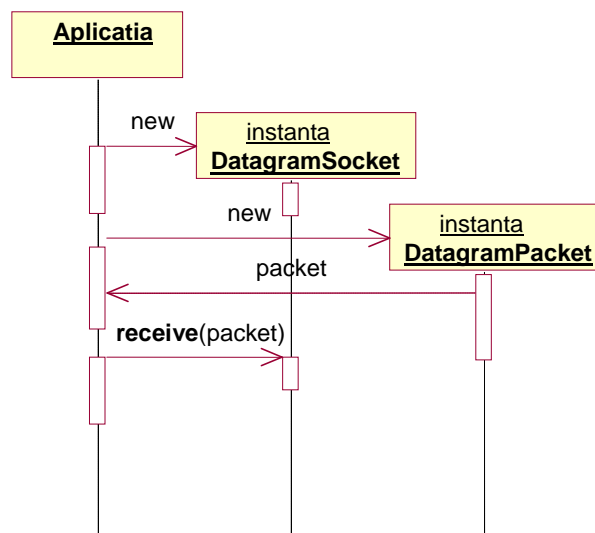 Aplicatia
new
instanta
DatagramSocket
new
instanta
DatagramPacket
packet
receive(packet)